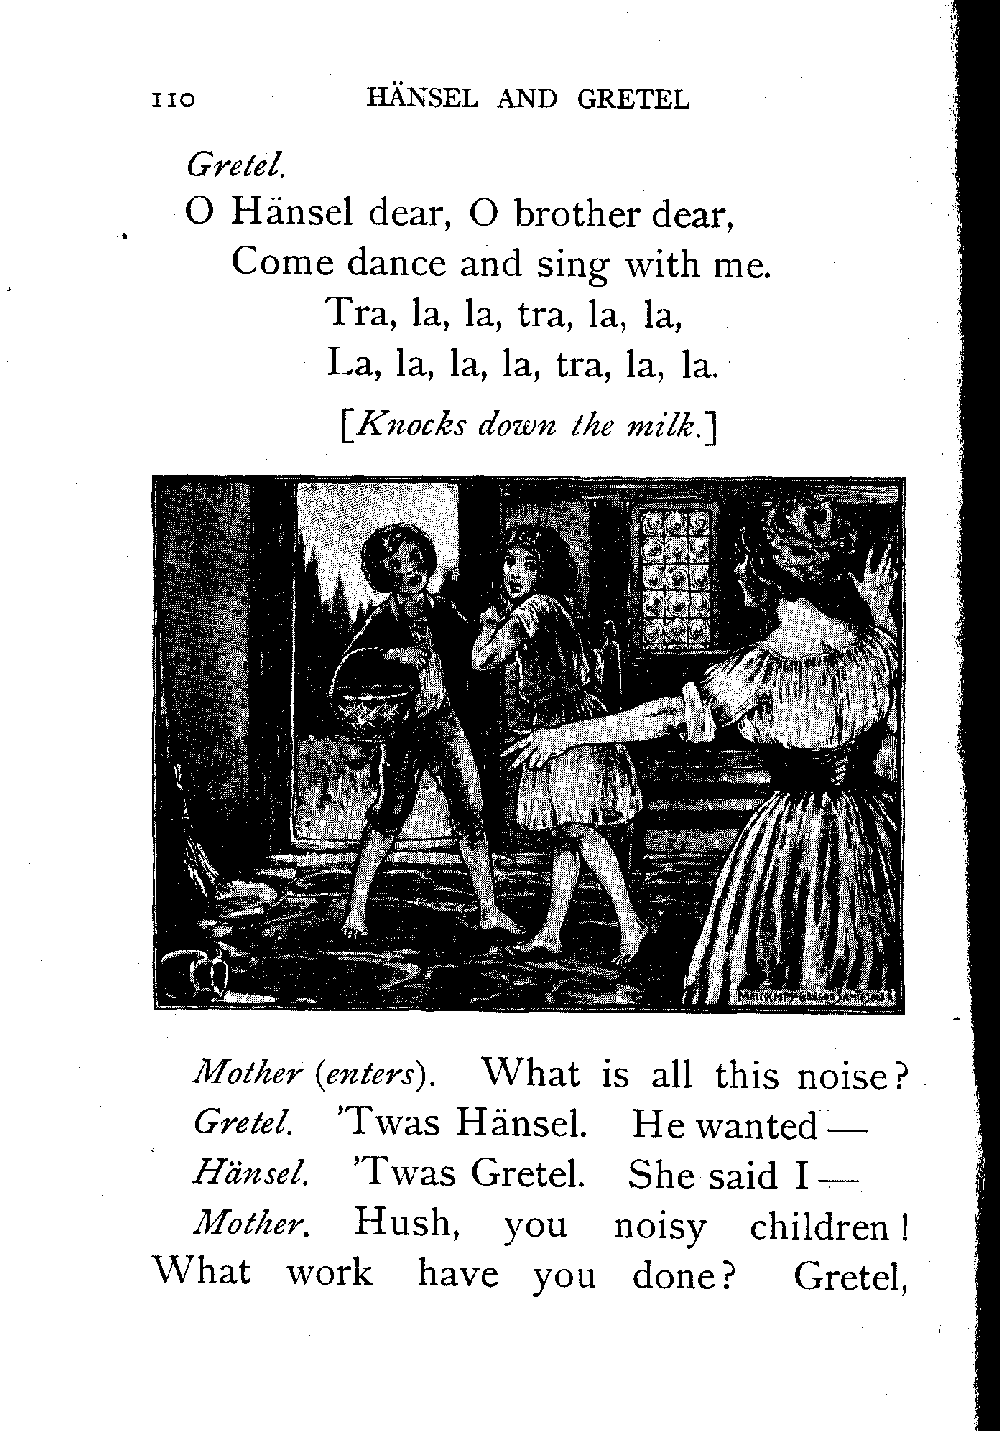 110 HÄNSEL AND GRETEL
Gretel.
O Hänsel dear, O brother dear,
Come dance and sing with me.
Tra, la, la, tra, la, la,
La, la, la, la, tra, la, la.
[Knocks down the milk.]
Mother (enters). What is all this noise?
Gretel. 'Twas Hänsel. He wanted—
Hänsel. 'Twas Gretel. She said I—
Mother. Hush, you noisy children!
What work have you done? Gretel,